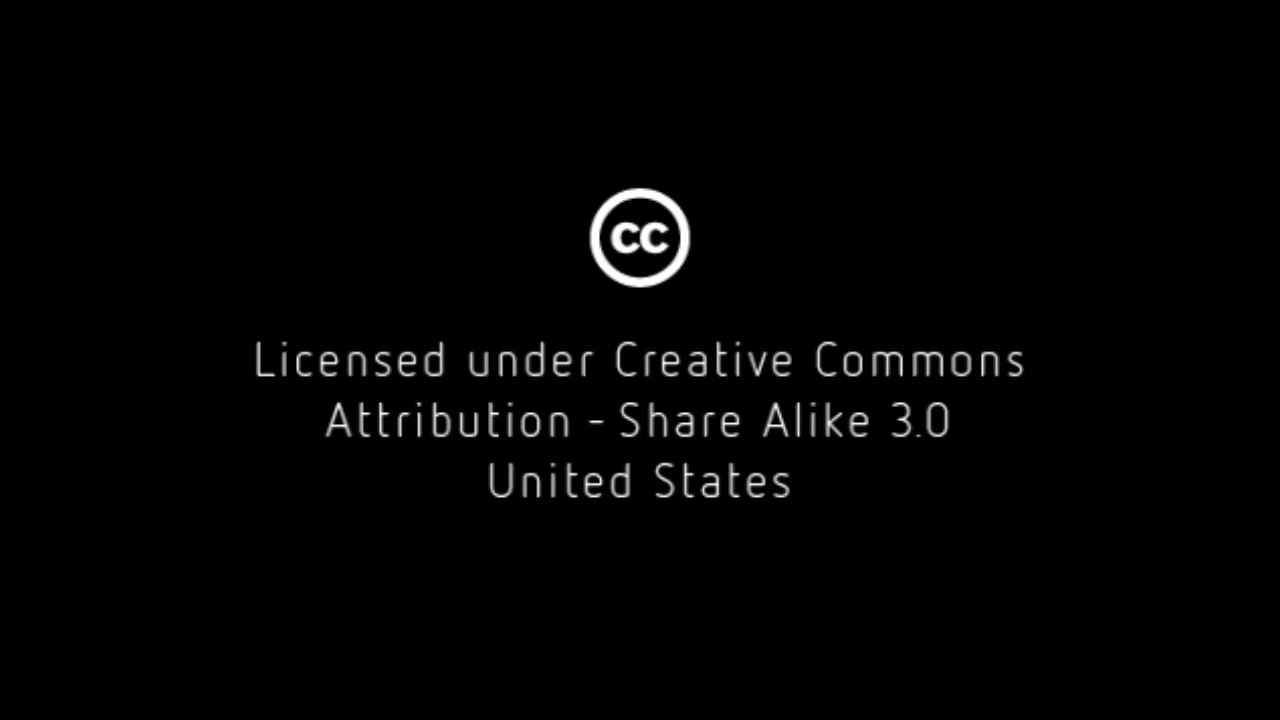 cc
Licensed under Creative Commons
Attribution - Share Alike 3.0
United States